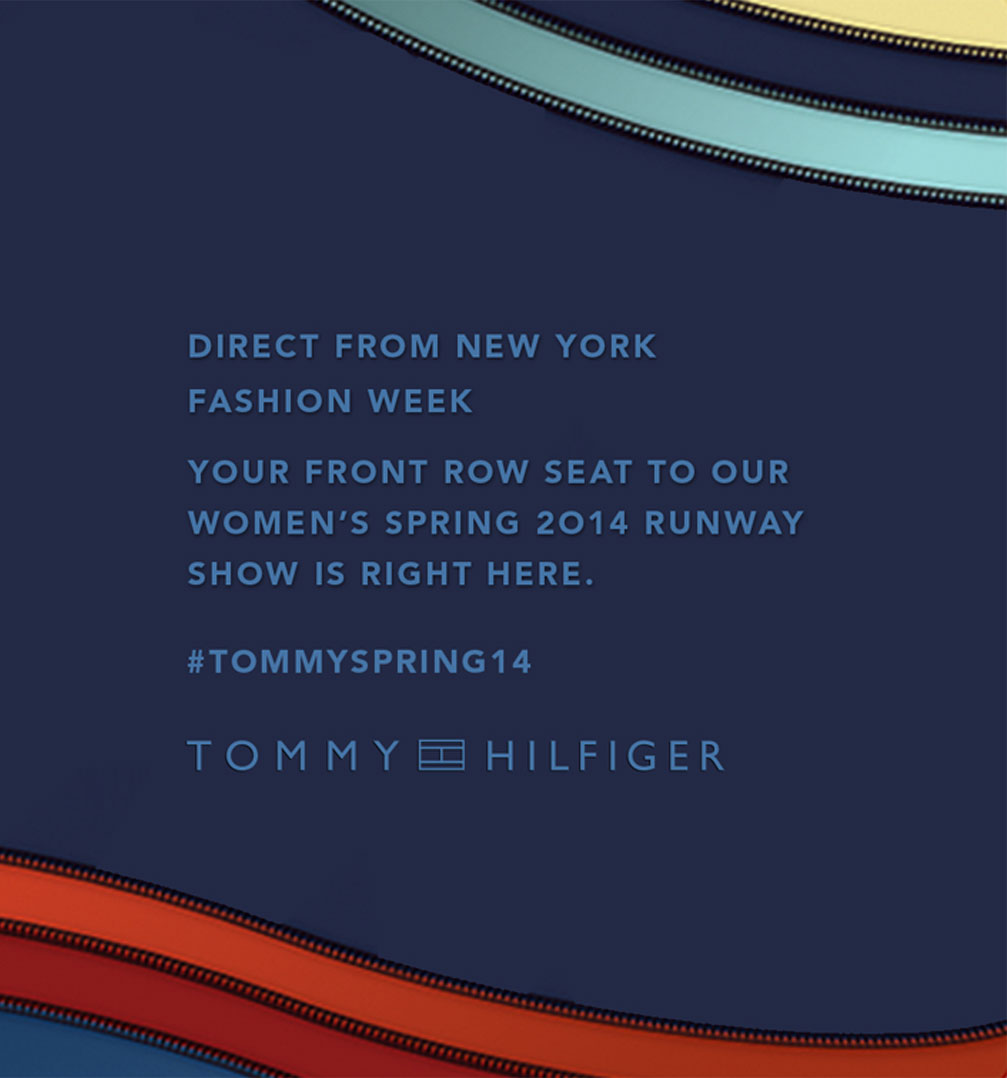 DIRECT FROM NEW YORK
FASHION WEEK
YOUR FRONT ROW SEAT TO OUR
WOMEN'S SPRING 2014 RUNWAY
SHOW IS RIGHT HERE.
#TOMMYSPRING14
TOMMY HILFIGER